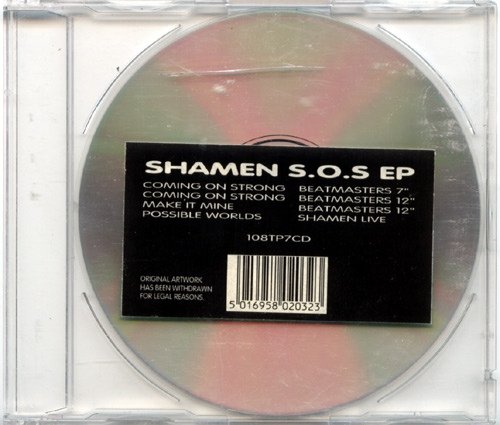 SHAMEN S.O.S EP
COMING ON STRONG BEATMASTERS 7"
COMING ON STRONG BEATMASTERS 12"
MAKE IT MINE BEATMASTERS 12"
POSSIBLE WORLDS SHAMEN LIVE
108TP7CD
ORIGINAL ARTWORK
HAS BEEN WITHDRAWN
FOR LEGAL REASONS.
5 016958 020323